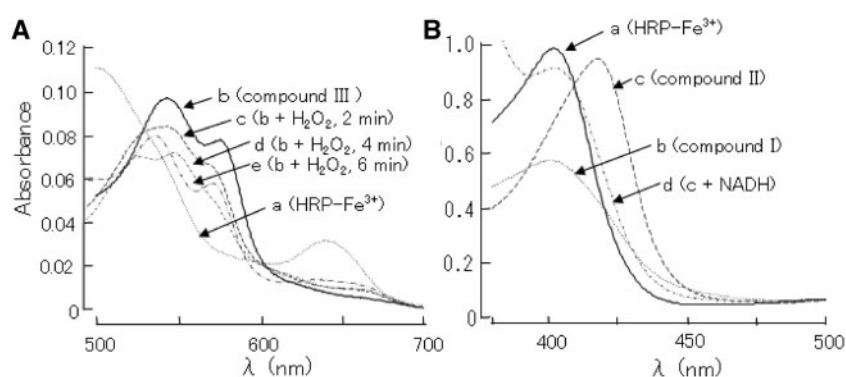 A
0.12
0.10
0.08
0.06
0.04
0.02
0
Absorbance
b (compound III)
c (b + H₂O₂, 2 min)
d (b + H₂O₂, 4 min)
e (b + H₂O₂, 6 min)
a (HRP-Fe³⁺)
500
600
700
λ (nm)
B
1.0
0.8
0.6
0.4
0.2
0
a (HRP-Fe³⁺)
c (compound II)
b (compound I)
d (c + NADH)
400
450
500
λ (nm)